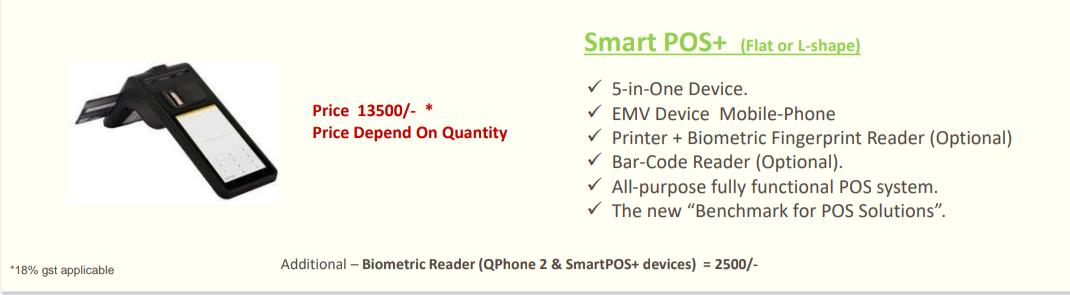 Smart POS+ (Flat or L-shape)
✓ 5-in-One Device.
✓ EMV Device Mobile-Phone
✓ Printer + Biometric Fingerprint Reader (Optional)
✓ Bar-Code Reader (Optional).
✓ All-purpose fully functional POS system.
✓ The new “Benchmark for POS Solutions”.
Price 13500/- *
Price Depend On Quantity
Additional – Biometric Reader (QPhone 2 & SmartPOS+ devices) = 2500/-
*18% gst applicable